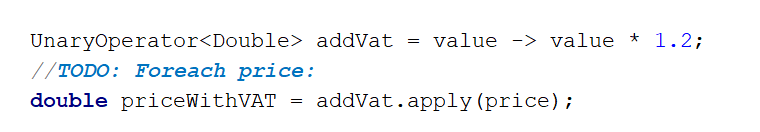 UnaryOperator<Double> addVat = value -> value * 1.2;
//TODO: Foreach price:
double priceWithVAT = addVat.apply(price);